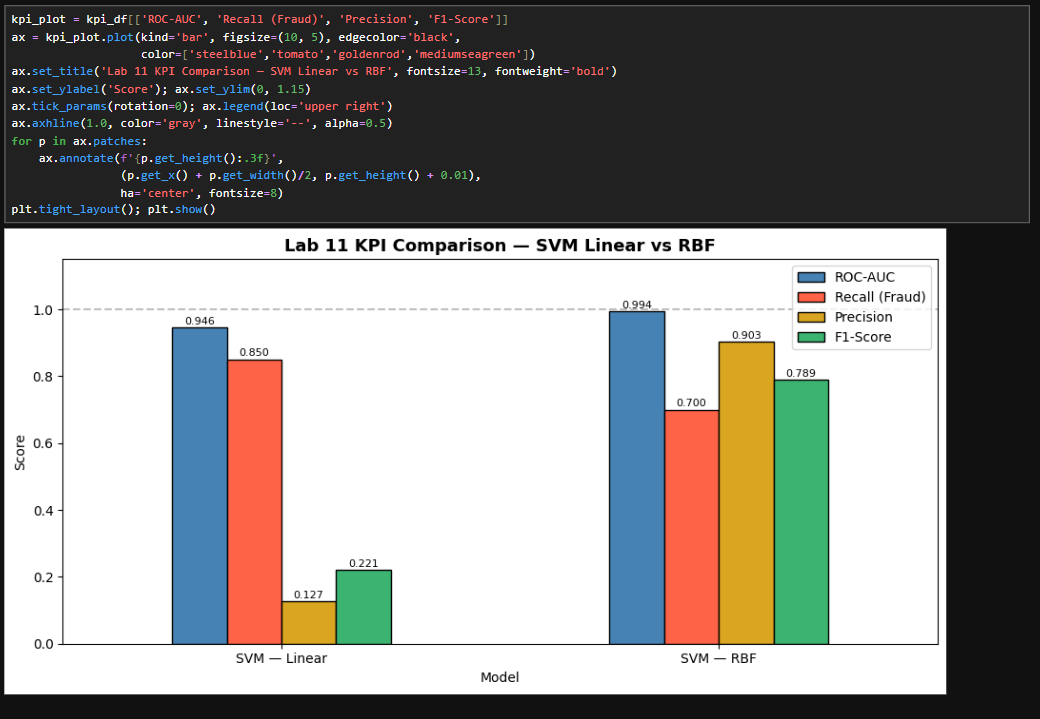 kpi_plot = kpi_df[['ROC-AUC', 'Recall (Fraud)', 'Precision', 'F1-Score']]
ax = kpi_plot.plot(kind='bar', figsize=(10, 5), edgecolor='black',
                   color=['steelblue','tomato','goldenrod','mediumseagreen'])
ax.set_title('Lab 11 KPI Comparison — SVM Linear vs RBF', fontsize=13, fontweight='bold')
ax.set_ylabel('Score'); ax.set_ylim(0, 1.15)
ax.tick_params(rotation=0); ax.legend(loc='upper right')
ax.axhline(1.0, color='gray', linestyle='--', alpha=0.5)
for p in ax.patches:
    ax.annotate(f'{p.get_height():.3f}',
                (p.get_x() + p.get_width()/2, p.get_height() + 0.01),
                ha='center', fontsize=8)
plt.tight_layout(); plt.show()
Lab 11 KPI Comparison — SVM Linear vs RBF
ROC-AUC
Recall (Fraud)
Precision
F1-Score
1.0
0.8
0.6
0.4
0.2
0.0
Score
0.946
0.850
0.127
0.221
0.994
0.700
0.903
0.789
SVM — Linear
SVM — RBF
Model